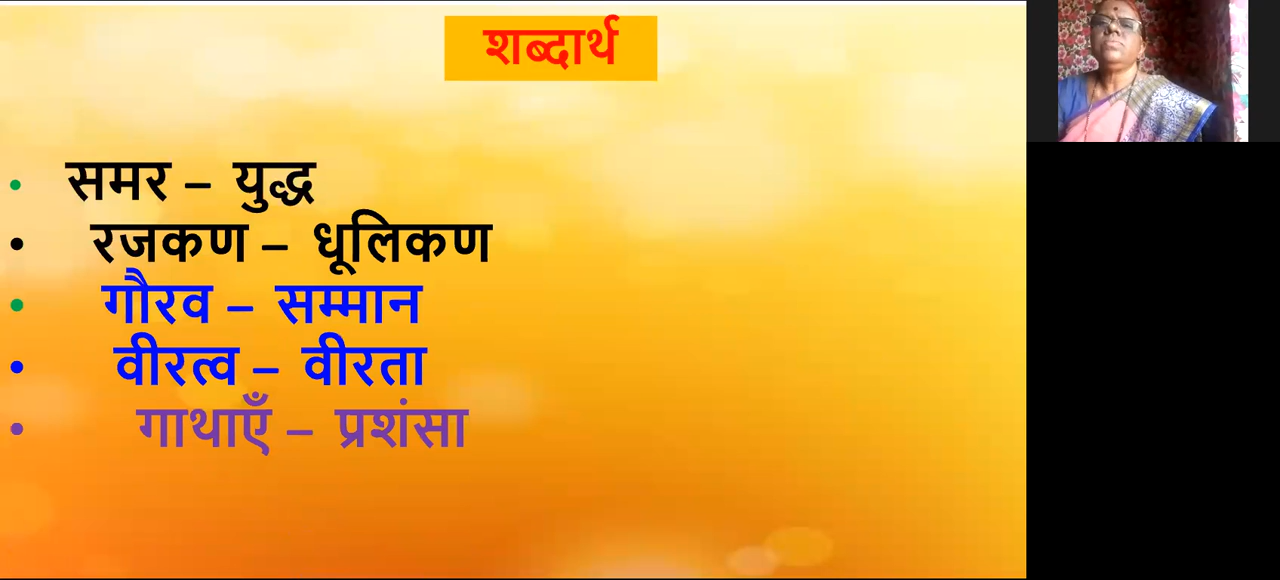 शब्दार्थ
• समर – युद्ध
• रजकण – धूलिकण
• गौरव – सम्मान
• वीरत्व – वीरता
• गाथाएँ – प्रशंसा